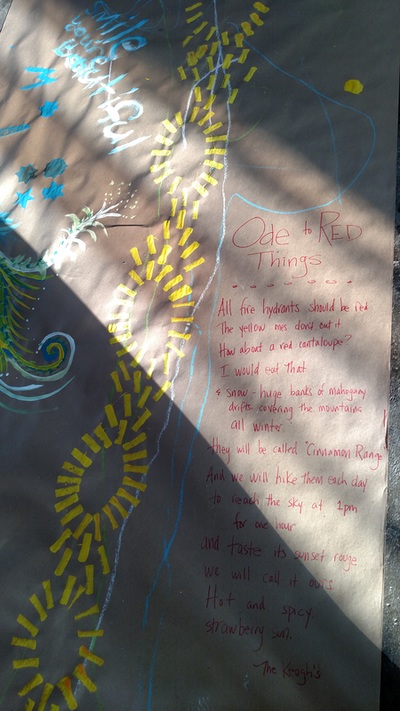 Ode to RED
Things
All fire hydrants should be red
The yellow ones don't cut it
How about a red cantaloupe?
I would eat that
& snow - huge banks of mahogany
drifts covering the mountains
all winter
they will be called "Cinnamon Range
And we will hike them each day
to reach the sky at 1pm
for one hour
and taste its sunset rouge
we will call it ours.
Hot and spicy
strawberry sun.
- The Keogh's